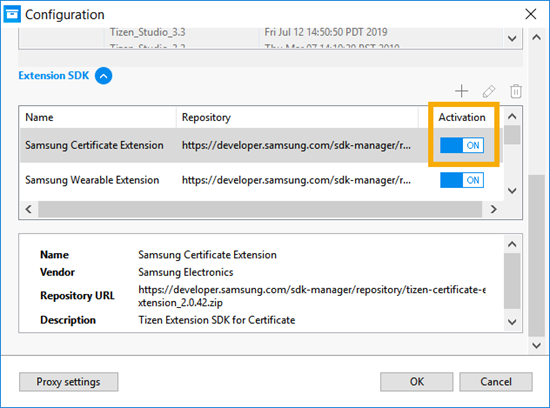 Configuration
Tizen_Studio_3.3 Fri Jul 12 14:50:50 PDT 2019
Tizen_Studio_3.2 Thu Mar 07 14:10:20 PDT 2019
Extension SDK
Name Repository Activation
Samsung Certificate Extension https://developer.samsung.com/sdk-manager/r... ON
Samsung Wearable Extension https://developer.samsung.com/sdk-manager/r... ON
Name Samsung Certificate Extension
Vendor Samsung Electronics
Repository URL https://developer.samsung.com/sdk-manager/repository/tizen-certificate-e
xtension_2.0.42.zip
Description Tizen Extension SDK for Certificate
Proxy settings OK Cancel